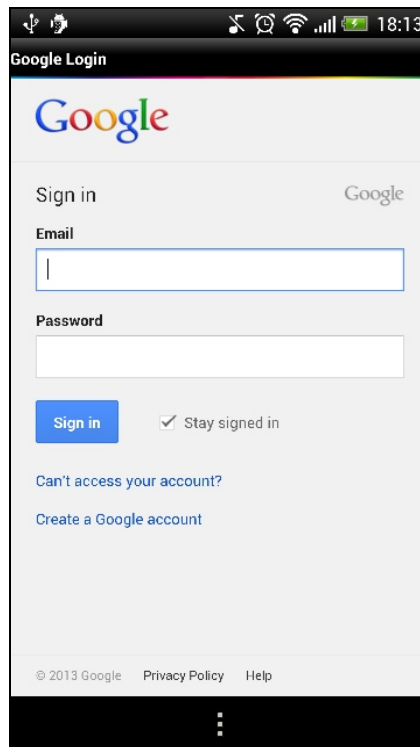 18:13
Google Login
Google
Sign in Google
Email
Password
Sign in Stay signed in
Can't access your account?
Create a Google account
© 2013 Google Privacy Policy Help